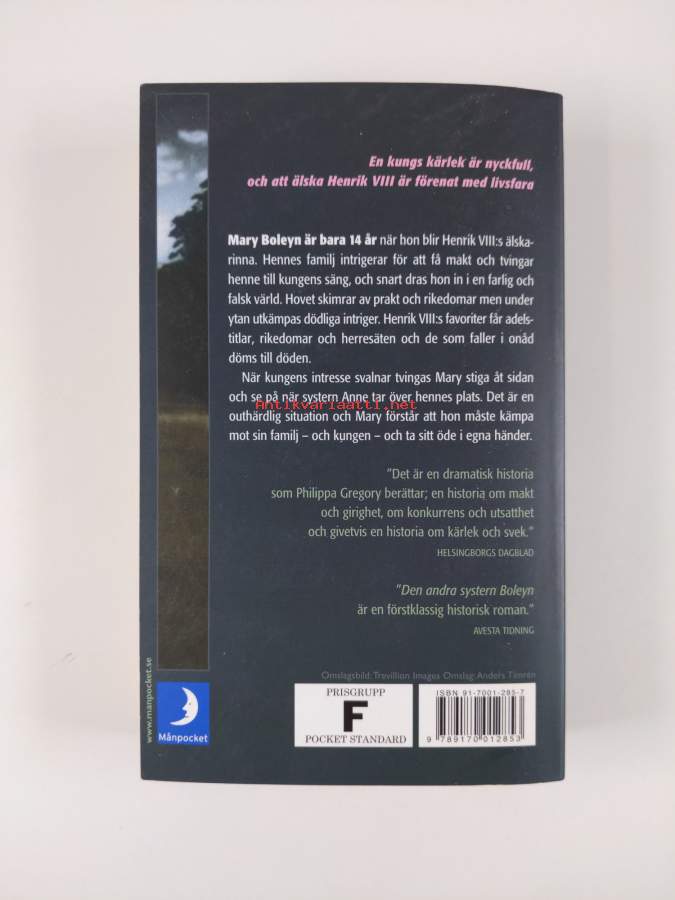 En kungs kärlek är nyckfull,
och att älska Henrik VIII är förenat med livsfara
Mary Boleyn är bara 14 år när hon blir Henrik VIII:s älska-
rinna. Hennes familj intrigerar för att få makt och tvingar
henne till kungens säng, och snart dras hon in i en farlig och
falsk värld. Hovet skimrar av prakt och rikedomar men under
ytan utkämpas dödliga intriger. Henrik VIII:s favoriter får adels-
titlar, rikedomar och herresäten och de som faller i onåd
döms till döden.
När kungens intresse svalnar tvingas Mary stiga åt sidan
och se på när systern Anne tar över hennes plats. Det är en
Antikvariaatti.net
outhärdlig situation och Mary förstår att hon måste kämpa
mot sin familj – och kungen – och ta sitt öde i egna händer.
”Det är en dramatisk historia
som Philippa Gregory berättar; en historia om makt
och girighet, om konkurrens och utsatthet
och givetvis en historia om kärlek och svek.”
HELSINGBORGS DAGBLAD
”Den andra systern Boleyn
är en förstklassig historisk roman.”
AVESTA TIDNING
Omslagsbild: Trevillion Images Omslag: Anders Timrén
www.manpocket.se
Månpocket
PRISGRUPP
F
POCKET STANDARD
ISBN 91-7001-285-7
9 789170 012853